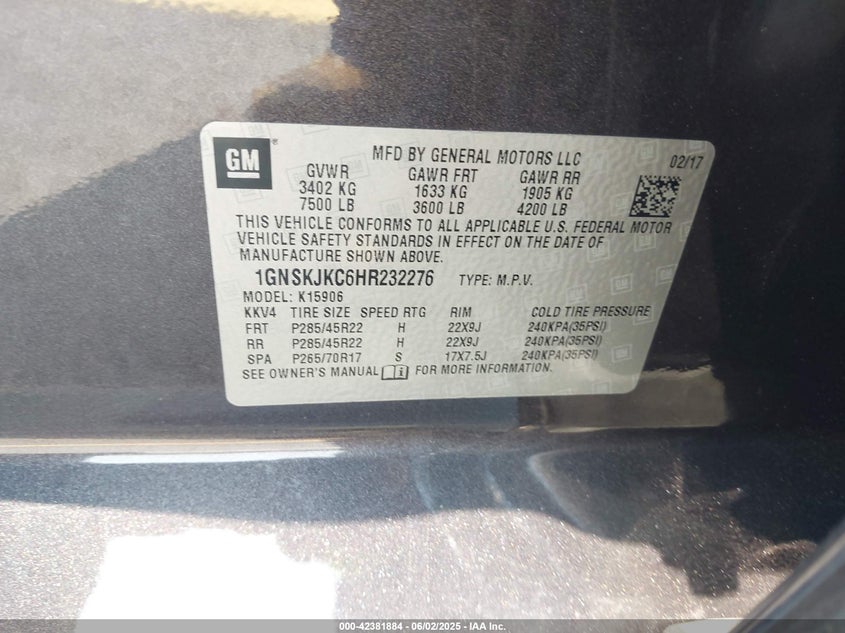 GM
MFD BY GENERAL MOTORS LLC 02/17
GVWR GAWR FRT GAWR RR
3402 KG 1633 KG 1905 KG
7500 LB 3600 LB 4200 LB
THIS VEHICLE CONFORMS TO ALL APPLICABLE U.S. FEDERAL MOTOR
VEHICLE SAFETY STANDARDS IN EFFECT ON THE DATE OF
MANUFACTURE SHOWN ABOVE.
1GNSKJKC6HR232276 TYPE: M.P.V.
MODEL: K15906
KKV4 TIRE SIZE SPEED RTG RIM COLD TIRE PRESSURE
FRT P285/45R22 H 22X9J 240KPA(35PSI)
RR P285/45R22 H 22X9J 240KPA(35PSI)
SPA P265/70R17 S 17X7.5J 240KPA(35PSI)
SEE OWNER'S MANUAL i FOR MORE INFORMATION.
000-42381884 / 06/02/2025 - IAA Inc.